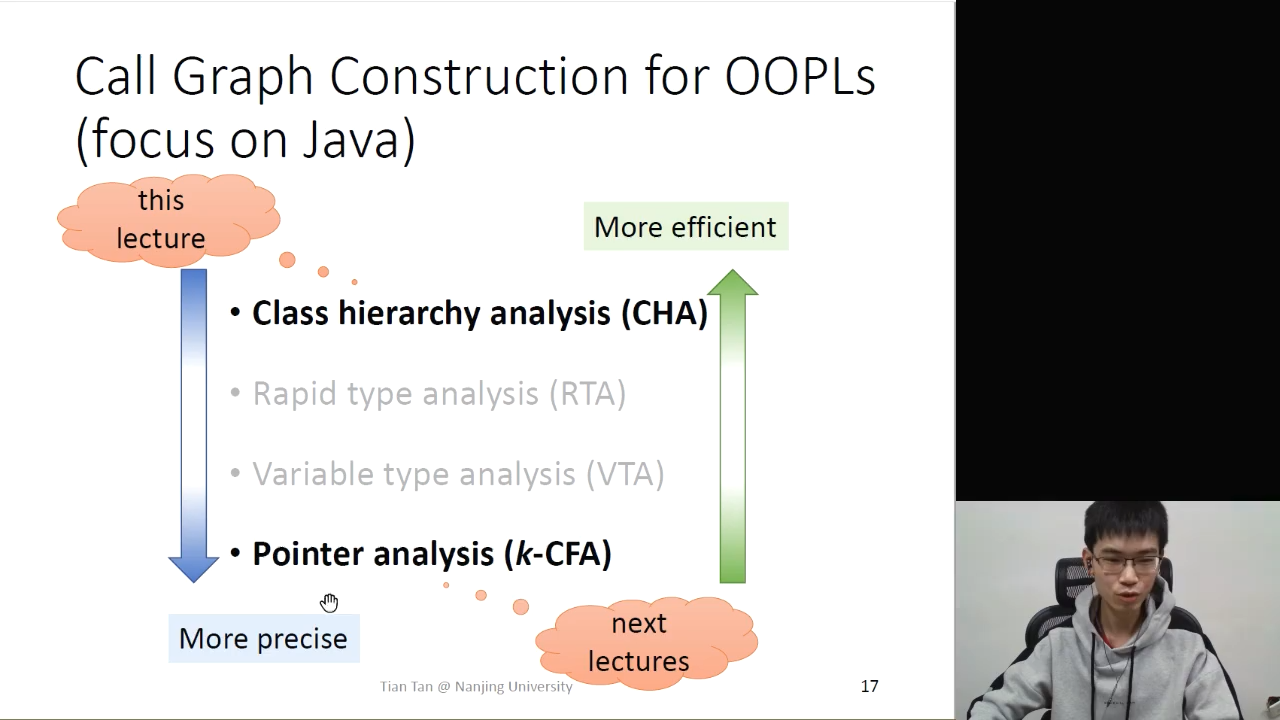 Call Graph Construction for OOPLs
(focus on Java)
this
lecture
More efficient
• Class hierarchy analysis (CHA)
• Rapid type analysis (RTA)
• Variable type analysis (VTA)
• Pointer analysis (k-CFA)
More precise
next
lectures
Tian Tan @ Nanjing University
17